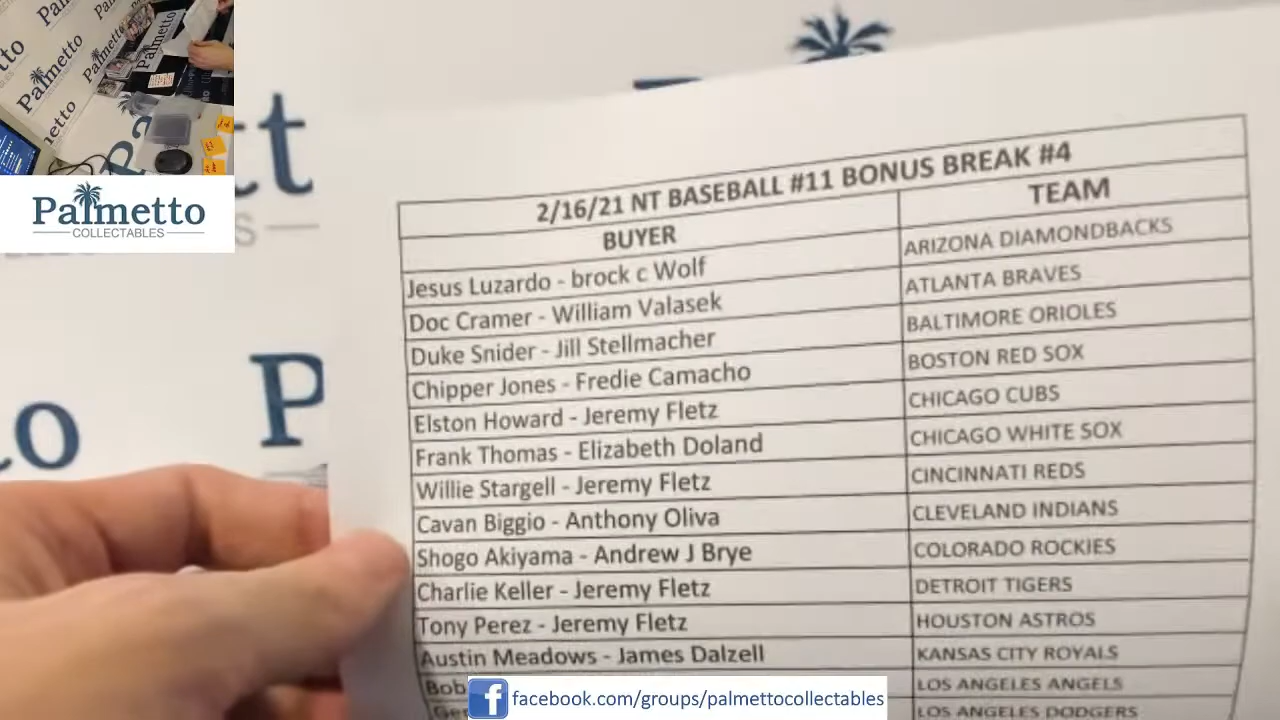 Palmetto
COLLECTABLES
2/16/21 NT BASEBALL #11 BONUS BREAK #4
BUYER TEAM
Jesus Luzardo - brock c Wolf ARIZONA DIAMONDBACKS
Doc Cramer - William Valasek ATLANTA BRAVES
Duke Snider - Jill Stellmacher BALTIMORE ORIOLES
Chipper Jones - Fredie Camacho BOSTON RED SOX
Elston Howard - Jeremy Fletz CHICAGO CUBS
Frank Thomas - Elizabeth Doland CHICAGO WHITE SOX
Willie Stargell - Jeremy Fletz CINCINNATI REDS
Cavan Biggio - Anthony Oliva CLEVELAND INDIANS
Shogo Akiyama - Andrew J Brye COLORADO ROCKIES
Charlie Keller - Jeremy Fletz DETROIT TIGERS
Tony Perez - Jeremy Fletz HOUSTON ASTROS
Austin Meadows - James Dalzell KANSAS CITY ROYALS
Bob LOS ANGELES ANGELS
LOS ANGELES DODGERS
facebook.com/groups/palmettocollectables